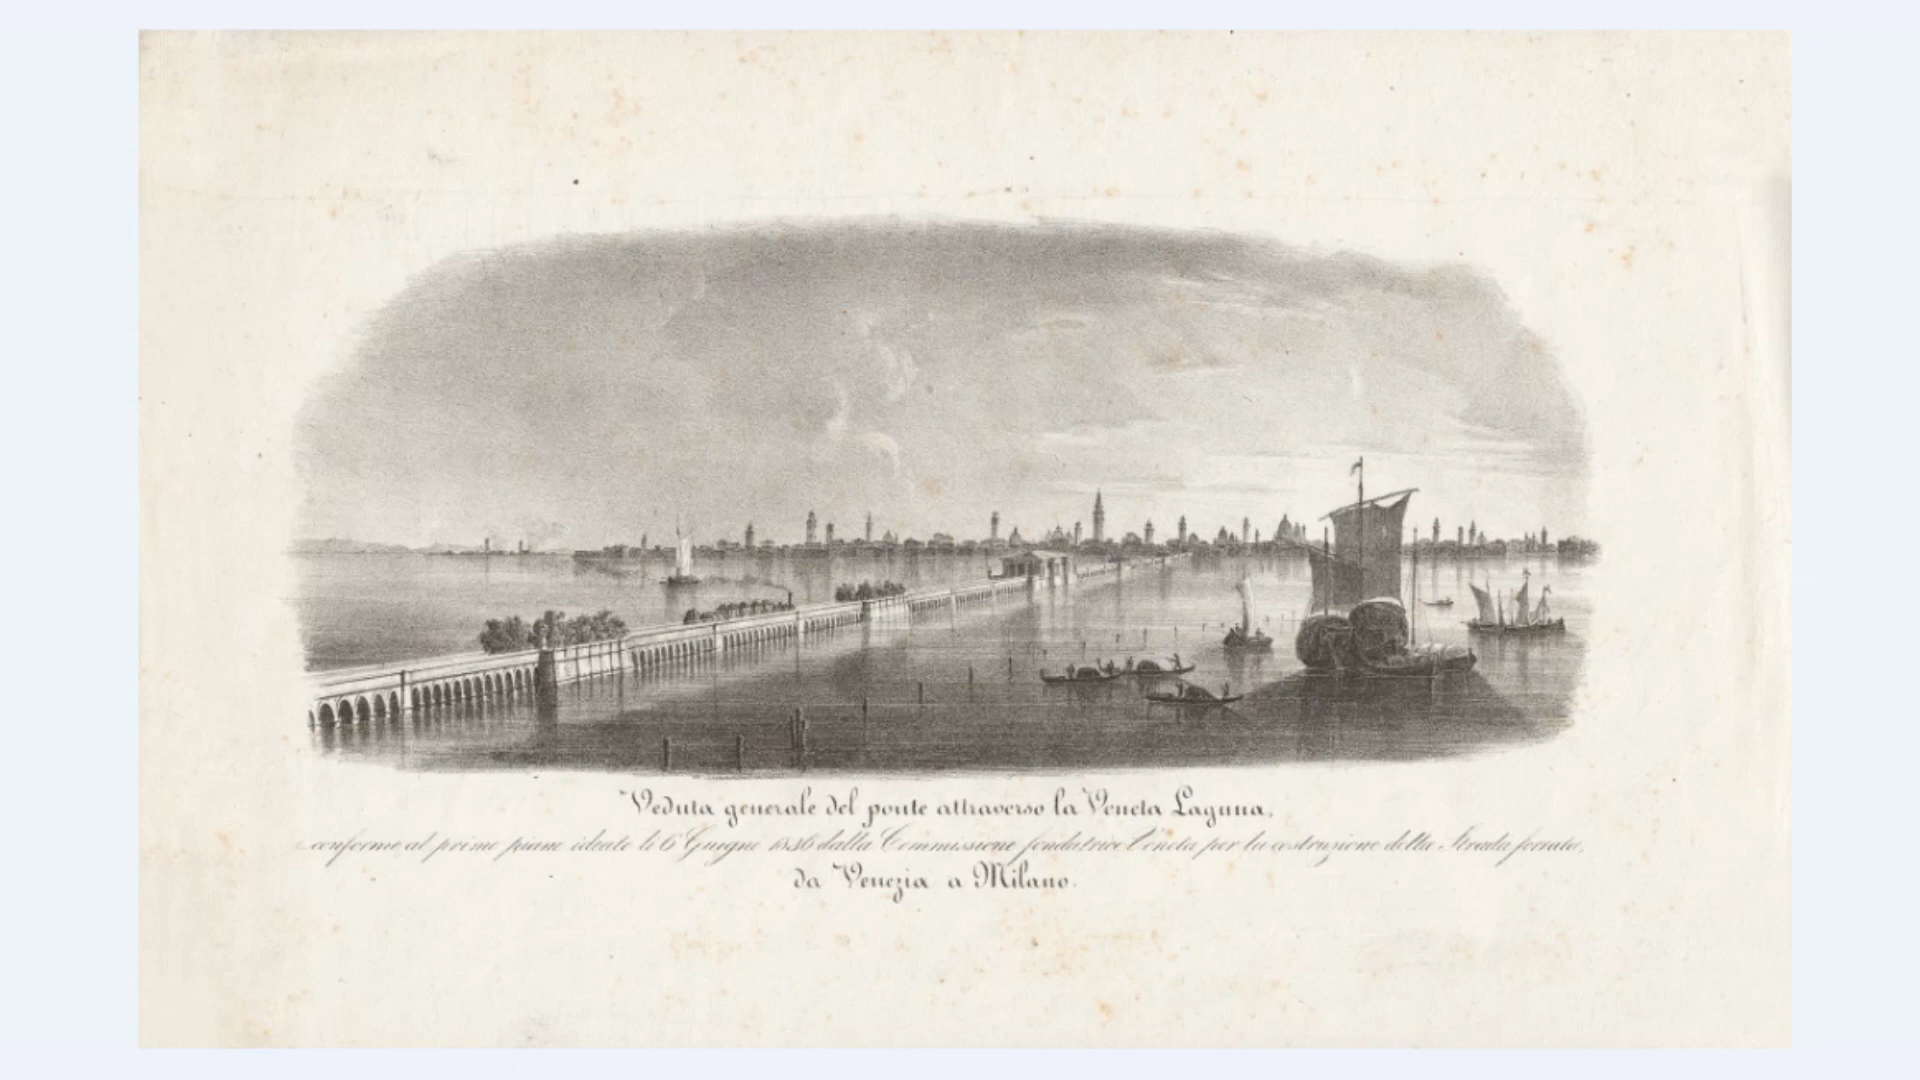 Veduta generale del ponte attraverso la Veneta Laguna,
conforme al primo piano ideato li 6 Giugno 1836 dalla Commissione fondatrice Veneta per la costruzione della Strada ferrata,
da Venezia a Milano.